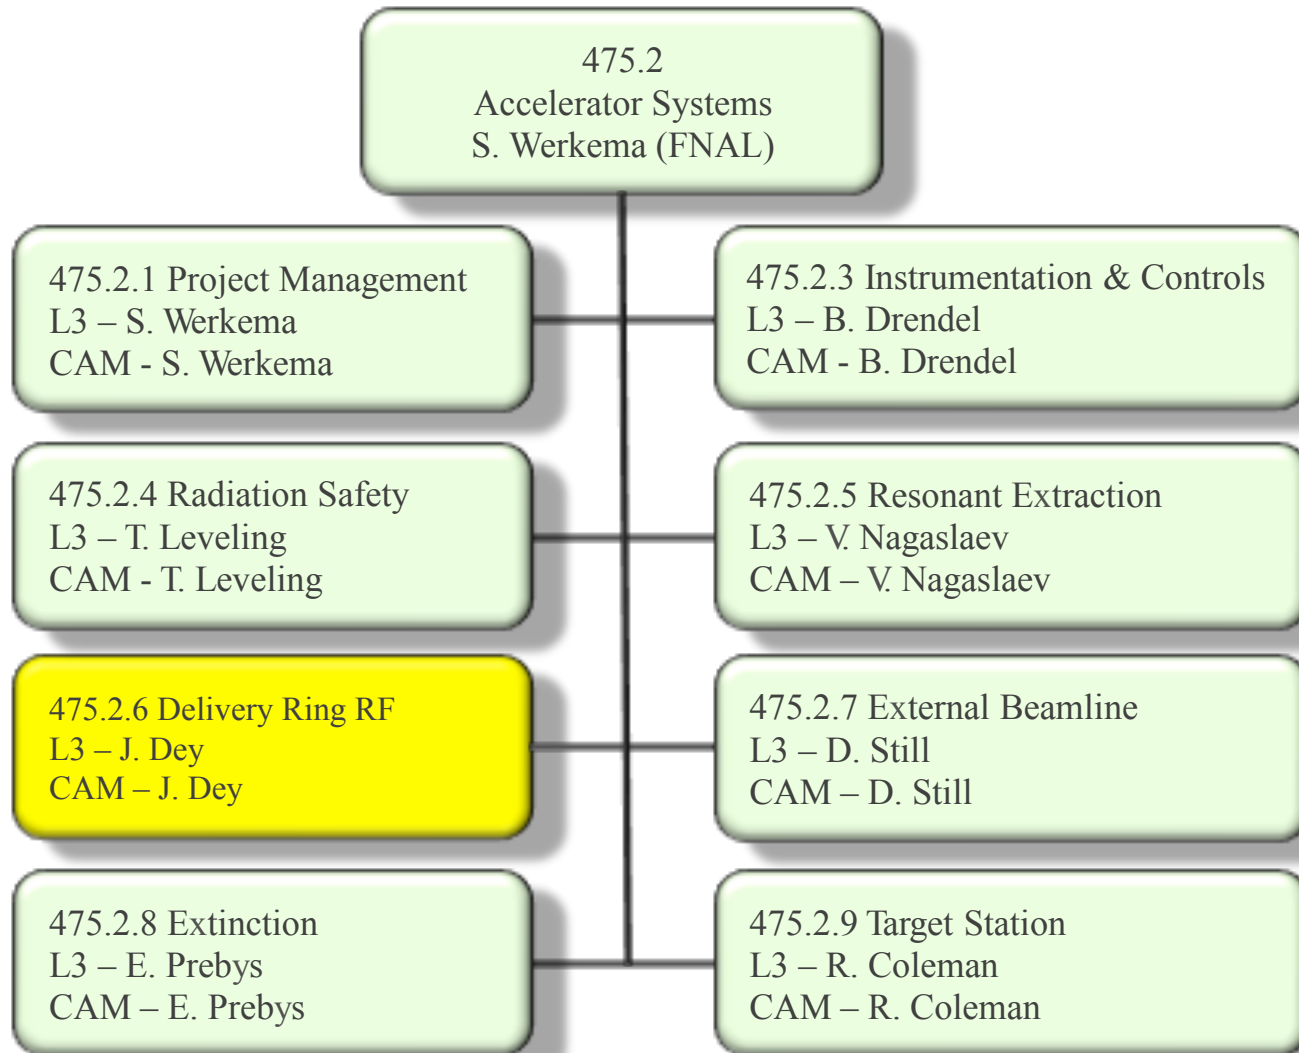 475.2
Accelerator Systems
S. Werkema (FNAL)
475.2.1 Project Management
L3 – S. Werkema
CAM - S. Werkema
475.2.3 Instrumentation & Controls
L3 – B. Drendel
CAM - B. Drendel
475.2.4 Radiation Safety
L3 – T. Leveling
CAM - T. Leveling
475.2.5 Resonant Extraction
L3 – V. Nagaslaev
CAM – V. Nagaslaev
475.2.6 Delivery Ring RF
L3 – J. Dey
CAM – J. Dey
475.2.7 External Beamline
L3 – D. Still
CAM – D. Still
475.2.8 Extinction
L3 – E. Prebys
CAM – E. Prebys
475.2.9 Target Station
L3 – R. Coleman
CAM – R. Coleman